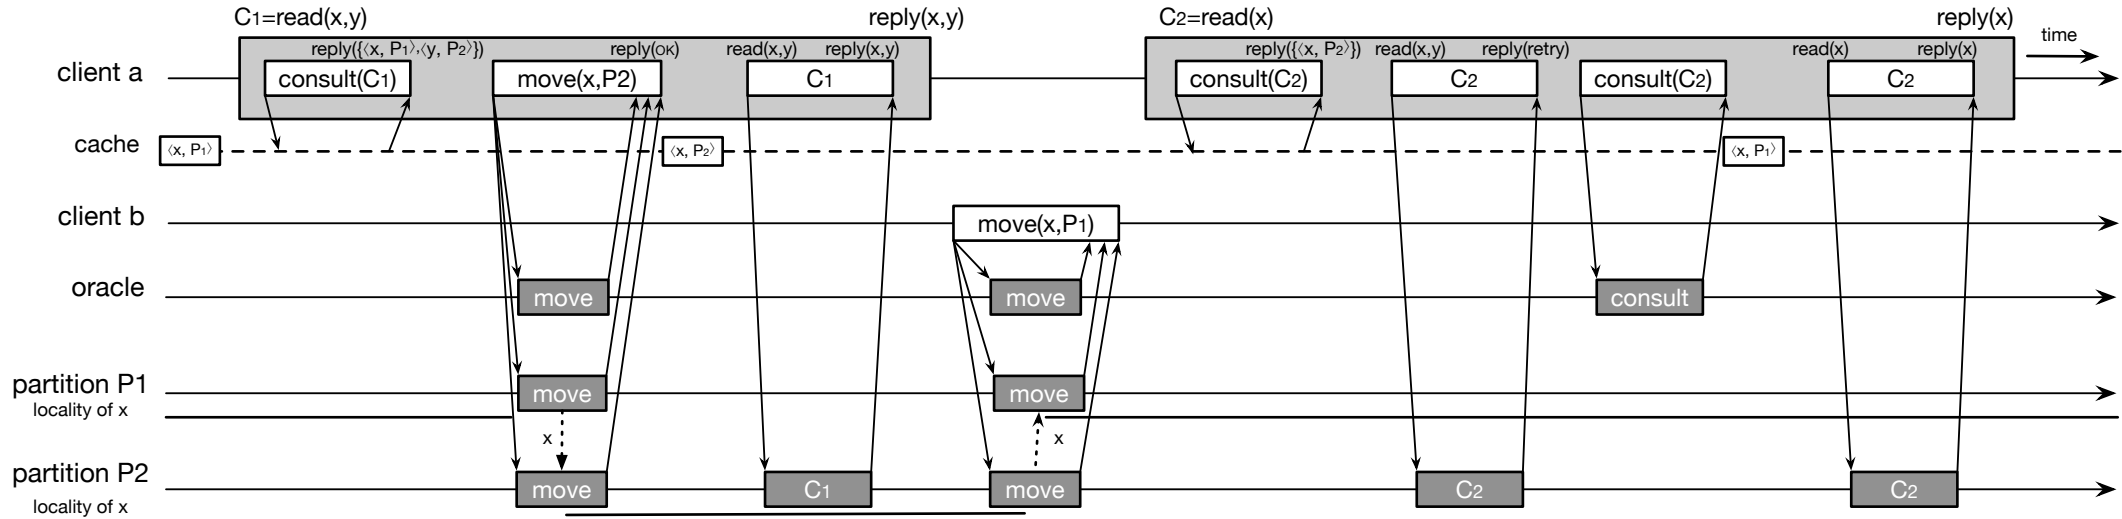 C1=read(x,y) reply(x,y) C2=read(x) reply(x)
reply({⟨x, P1⟩,⟨y, P2⟩}) reply(OK) read(x,y) reply(x,y) reply({⟨x, P2⟩}) read(x,y) reply(retry) read(x) reply(x) time
client a consult(C1) move(x,P2) C1 consult(C2) C2 consult(C2) C2
cache ⟨x, P1⟩ ⟨x, P2⟩ ⟨x, P1⟩
client b move(x,P1)
oracle move move consult
partition P1 move move
locality of x
x x
partition P2 move C1 move C2 C2
locality of x